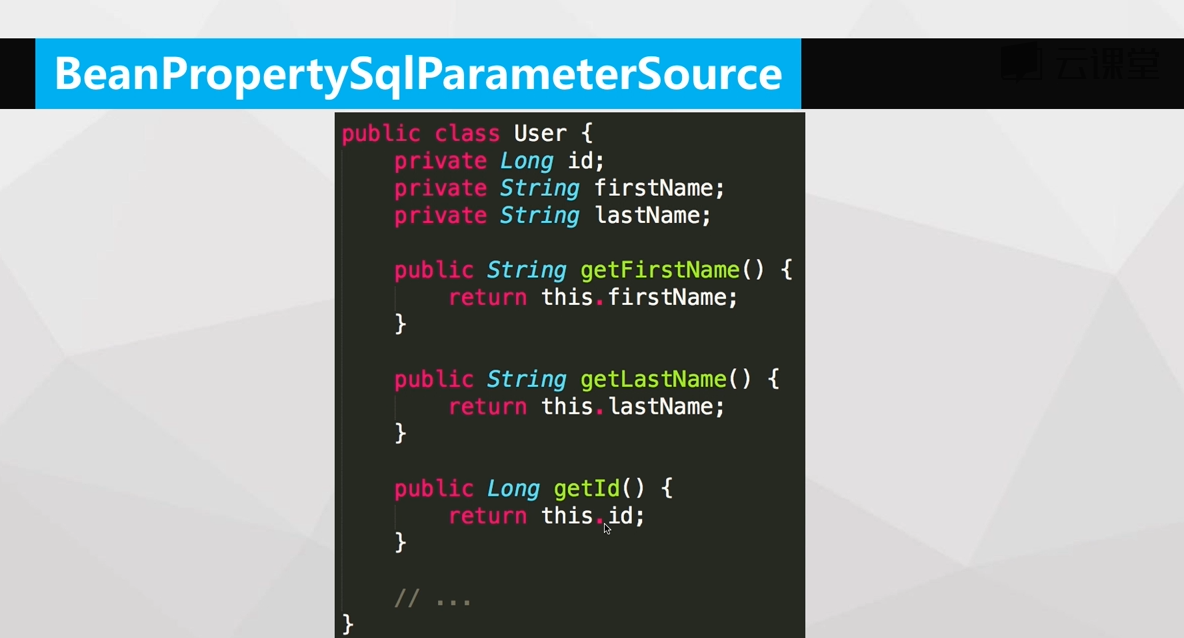 BeanPropertySqlParameterSource
云课堂
public class User {
    private Long id;
    private String firstName;
    private String lastName;

    public String getFirstName() {
        return this.firstName;
    }

    public String getLastName() {
        return this.lastName;
    }

    public Long getId() {
        return this.id;
    }

    // ...
}